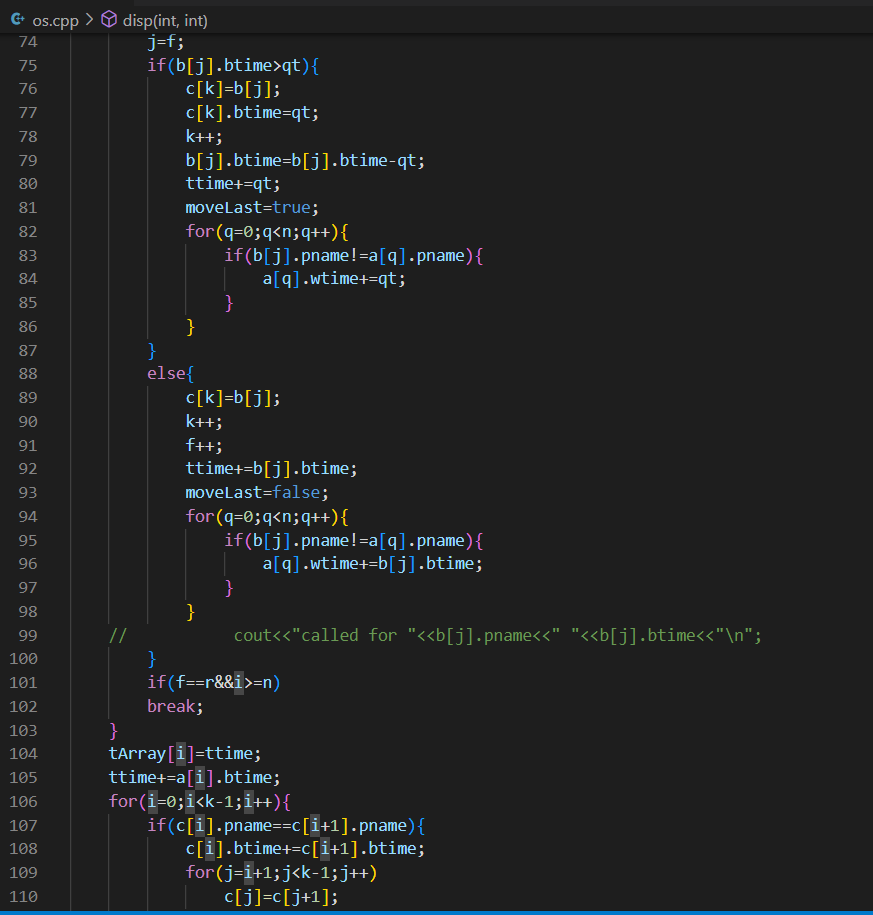 os.cpp > disp(int, int)
74 j=f;
75 if(b[j].btime>qt){
76 c[k]=b[j];
77 c[k].btime=qt;
78 k++;
79 b[j].btime=b[j].btime-qt;
80 ttime+=qt;
81 moveLast=true;
82 for(q=0;q<n;q++){
83 if(b[j].pname!=a[q].pname){
84 a[q].wtime+=qt;
85 }
86 }
87 }
88 else{
89 c[k]=b[j];
90 k++;
91 f++;
92 ttime+=b[j].btime;
93 moveLast=false;
94 for(q=0;q<n;q++){
95 if(b[j].pname!=a[q].pname){
96 a[q].wtime+=b[j].btime;
97 }
98 }
99 // cout<<"called for "<<b[j].pname<<" "<<b[j].btime<<"\n";
100 }
101 if(f==r&&i>=n)
102 break;
103 }
104 tArray[i]=ttime;
105 ttime+=a[i].btime;
106 for(i=0;i<k-1;i++){
107 if(c[i].pname==c[i+1].pname){
108 c[i].btime+=c[i+1].btime;
109 for(j=i+1;j<k-1;j++)
110 c[j]=c[j+1];